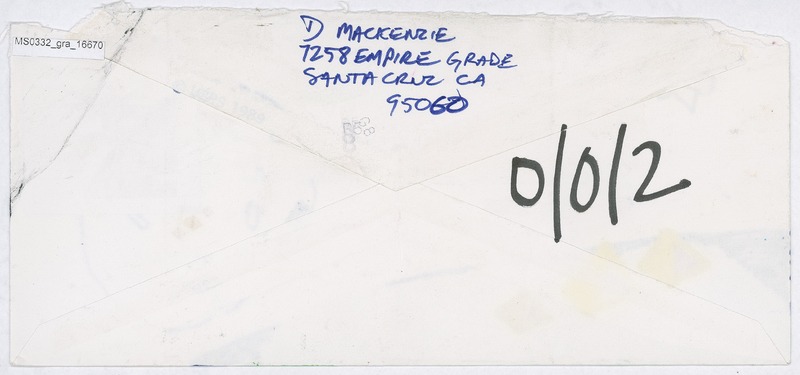 MS0332_gra_16670
D MACKENZIE
7258 EMPIRE GRADE
SANTA CRUZ CA
95060
0/0/2